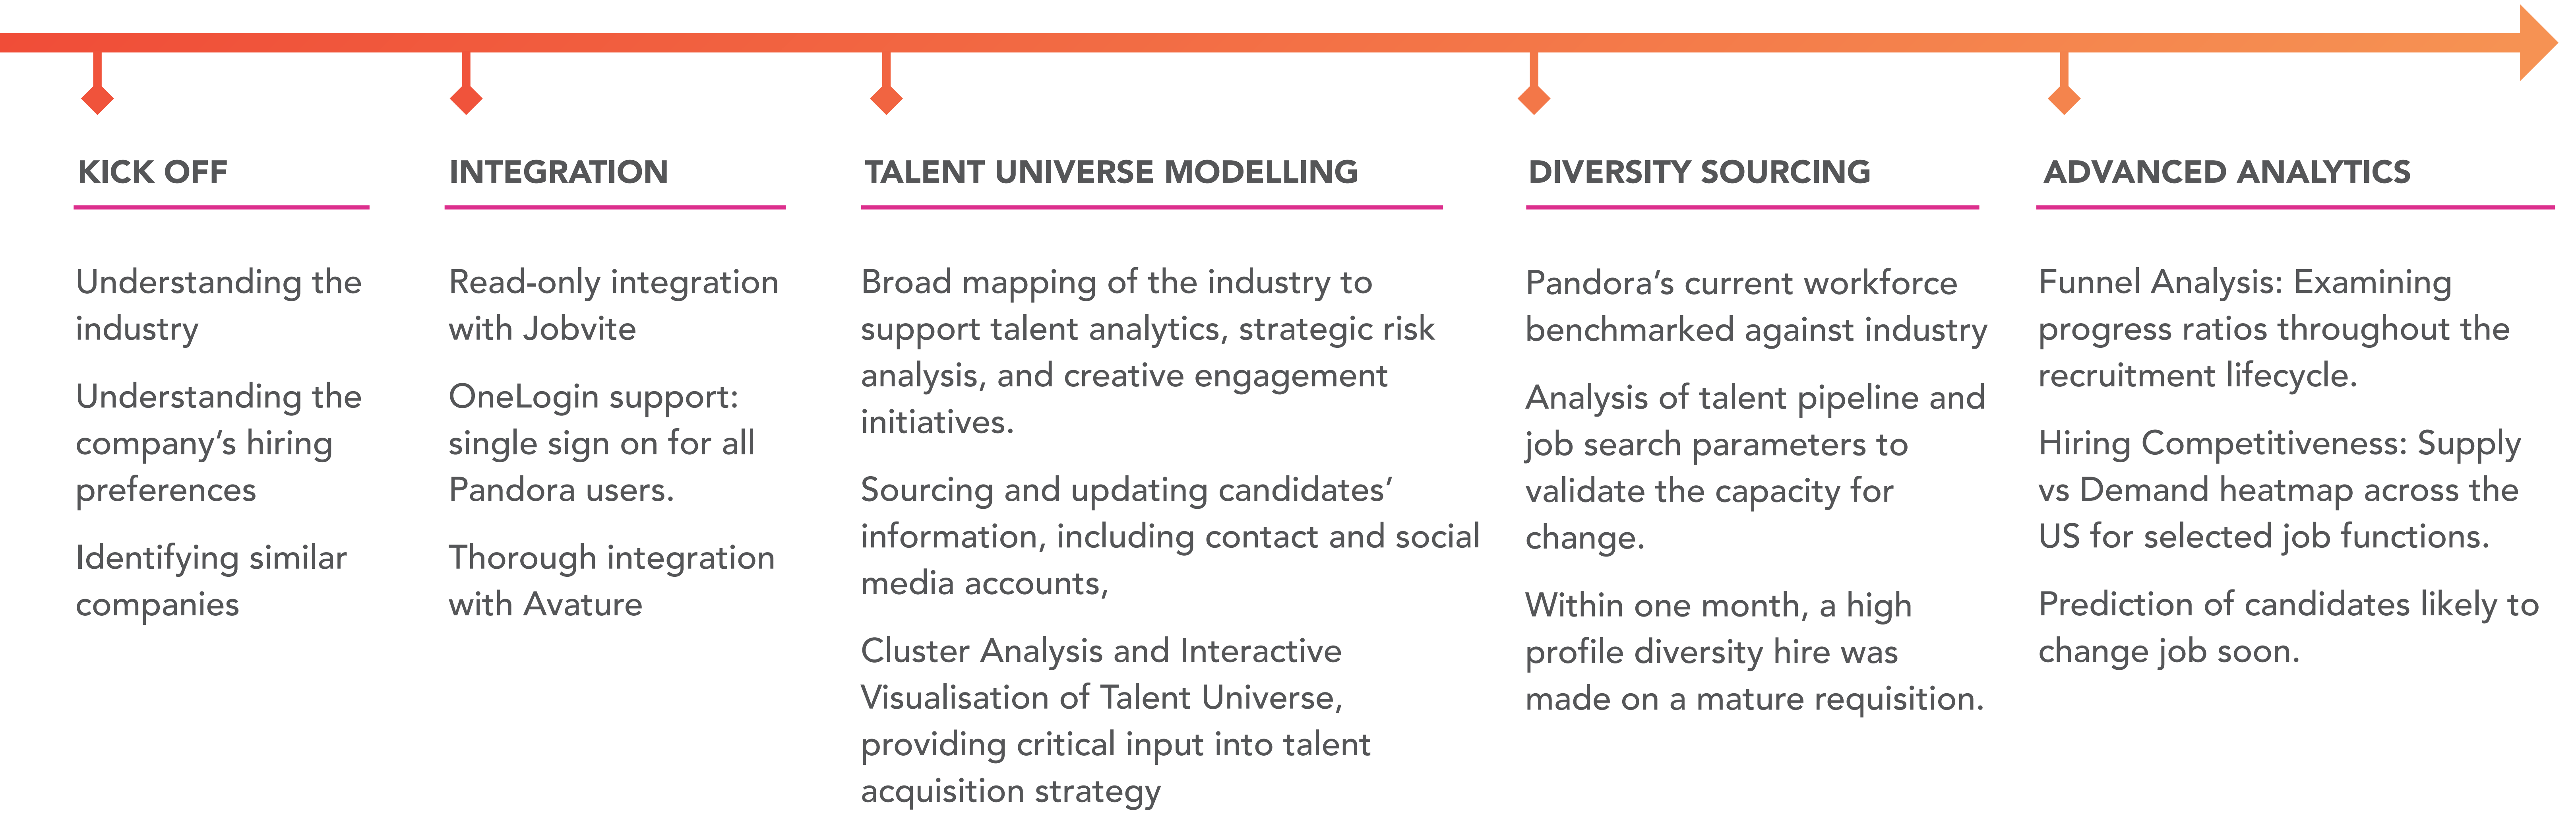 KICK OFF
Understanding the
industry
Understanding the
company’s hiring
preferences
Identifying similar
companies
INTEGRATION
Read-only integration
with Jobvite
OneLogin support:
single sign on for all
Pandora users.
Thorough integration
with Avature
TALENT UNIVERSE MODELLING
Broad mapping of the industry to
support talent analytics, strategic risk
analysis, and creative engagement
initiatives.
Sourcing and updating candidates’
information, including contact and social
media accounts,
Cluster Analysis and Interactive
Visualisation of Talent Universe,
providing critical input into talent
acquisition strategy
DIVERSITY SOURCING
Pandora’s current workforce
benchmarked against industry
Analysis of talent pipeline and
job search parameters to
validate the capacity for
change.
Within one month, a high
profile diversity hire was
made on a mature requisition.
ADVANCED ANALYTICS
Funnel Analysis: Examining
progress ratios throughout the
recruitment lifecycle.
Hiring Competitiveness: Supply
vs Demand heatmap across the
US for selected job functions.
Prediction of candidates likely to
change job soon.